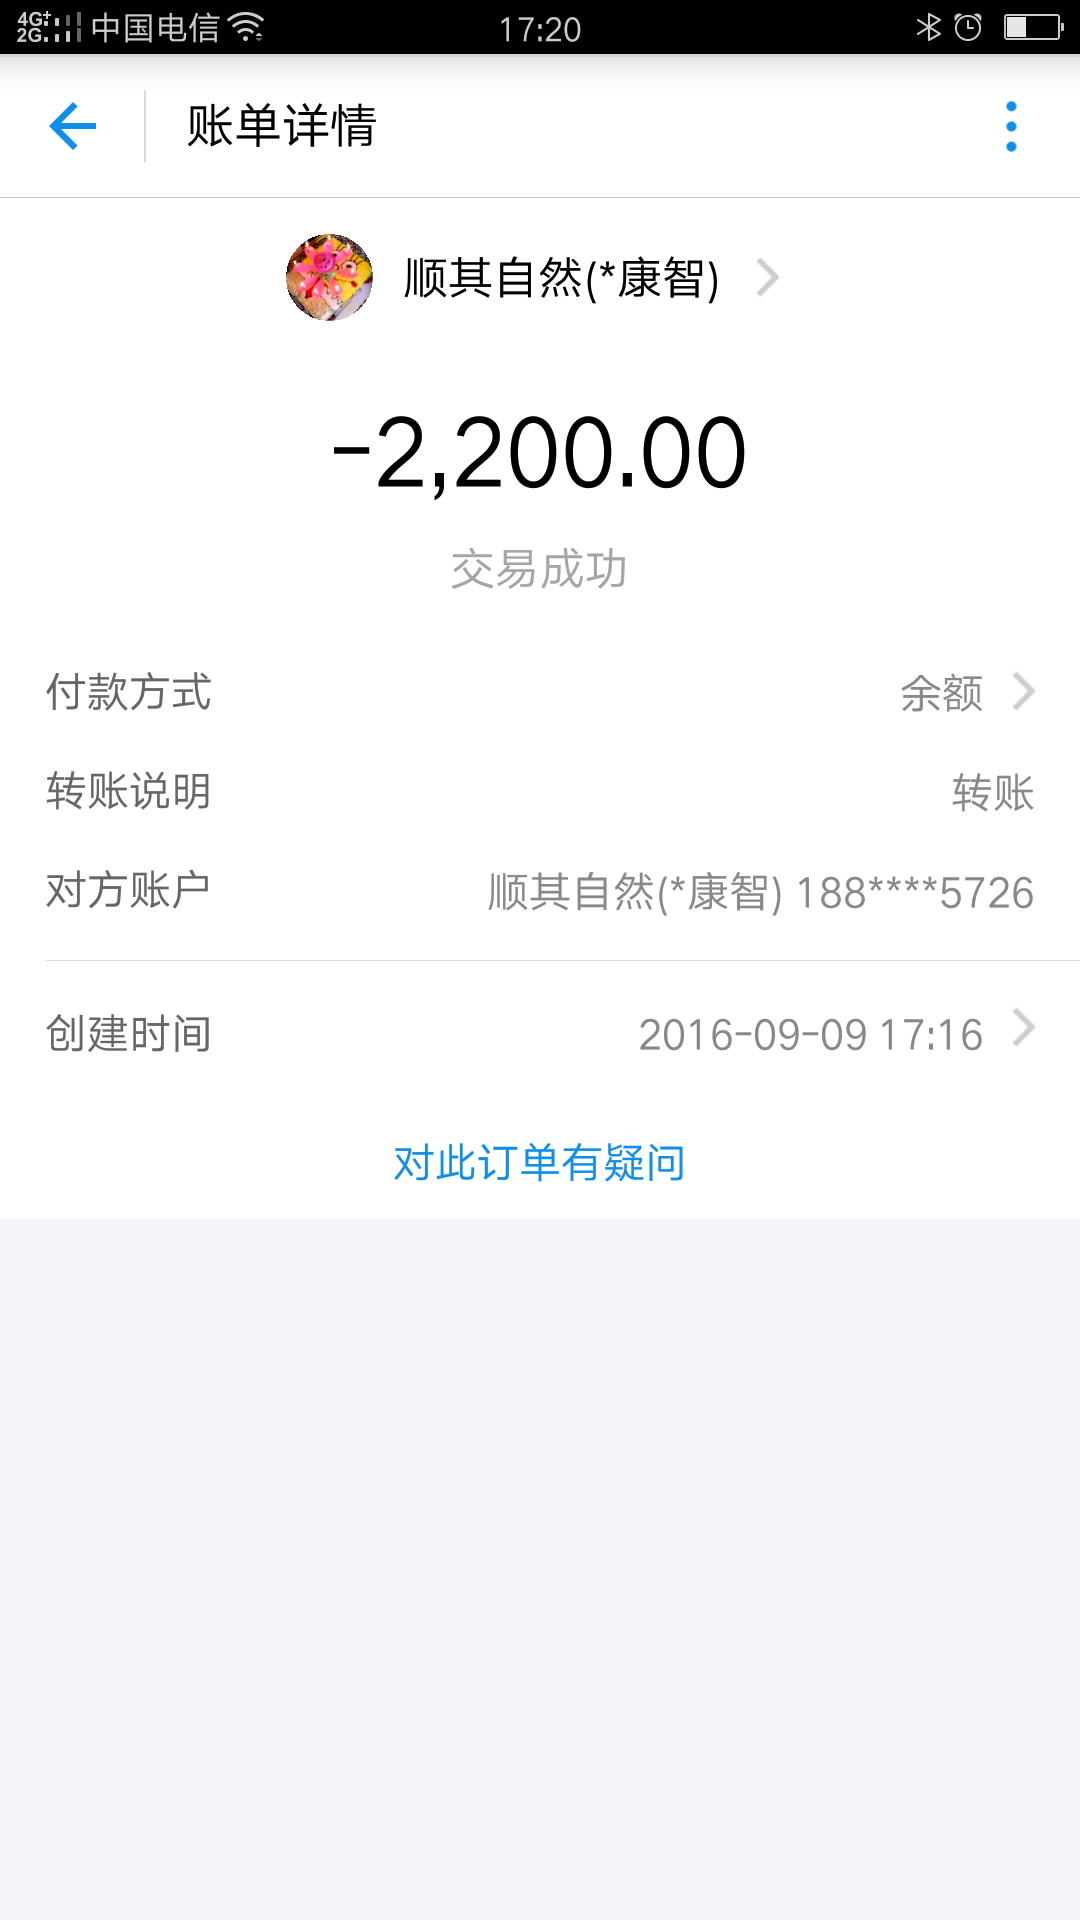 4G+ 2G 中国电信 17:20
账单详情
顺其自然(*康智)
-2,200.00
交易成功
付款方式 余额
转账说明 转账
对方账户 顺其自然(*康智) 188****5726
创建时间 2016-09-09 17:16
对此订单有疑问